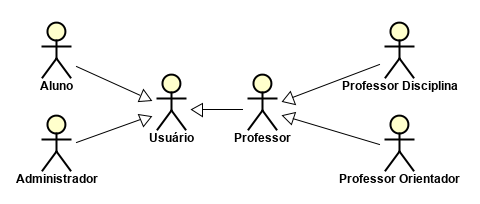 Aluno
Professor Disciplina
Usuário
Professor
Administrador
Professor Orientador